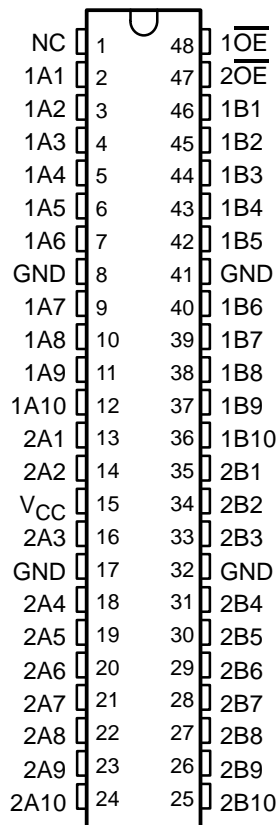 NC 1 48 1O̅E̅
1A1 2 47 2O̅E̅
1A2 3 46 1B1
1A3 4 45 1B2
1A4 5 44 1B3
1A5 6 43 1B4
1A6 7 42 1B5
GND 8 41 GND
1A7 9 40 1B6
1A8 10 39 1B7
1A9 11 38 1B8
1A10 12 37 1B9
2A1 13 36 1B10
2A2 14 35 2B1
VCC 15 34 2B2
2A3 16 33 2B3
GND 17 32 GND
2A4 18 31 2B4
2A5 19 30 2B5
2A6 20 29 2B6
2A7 21 28 2B7
2A8 22 27 2B8
2A9 23 26 2B9
2A10 24 25 2B10